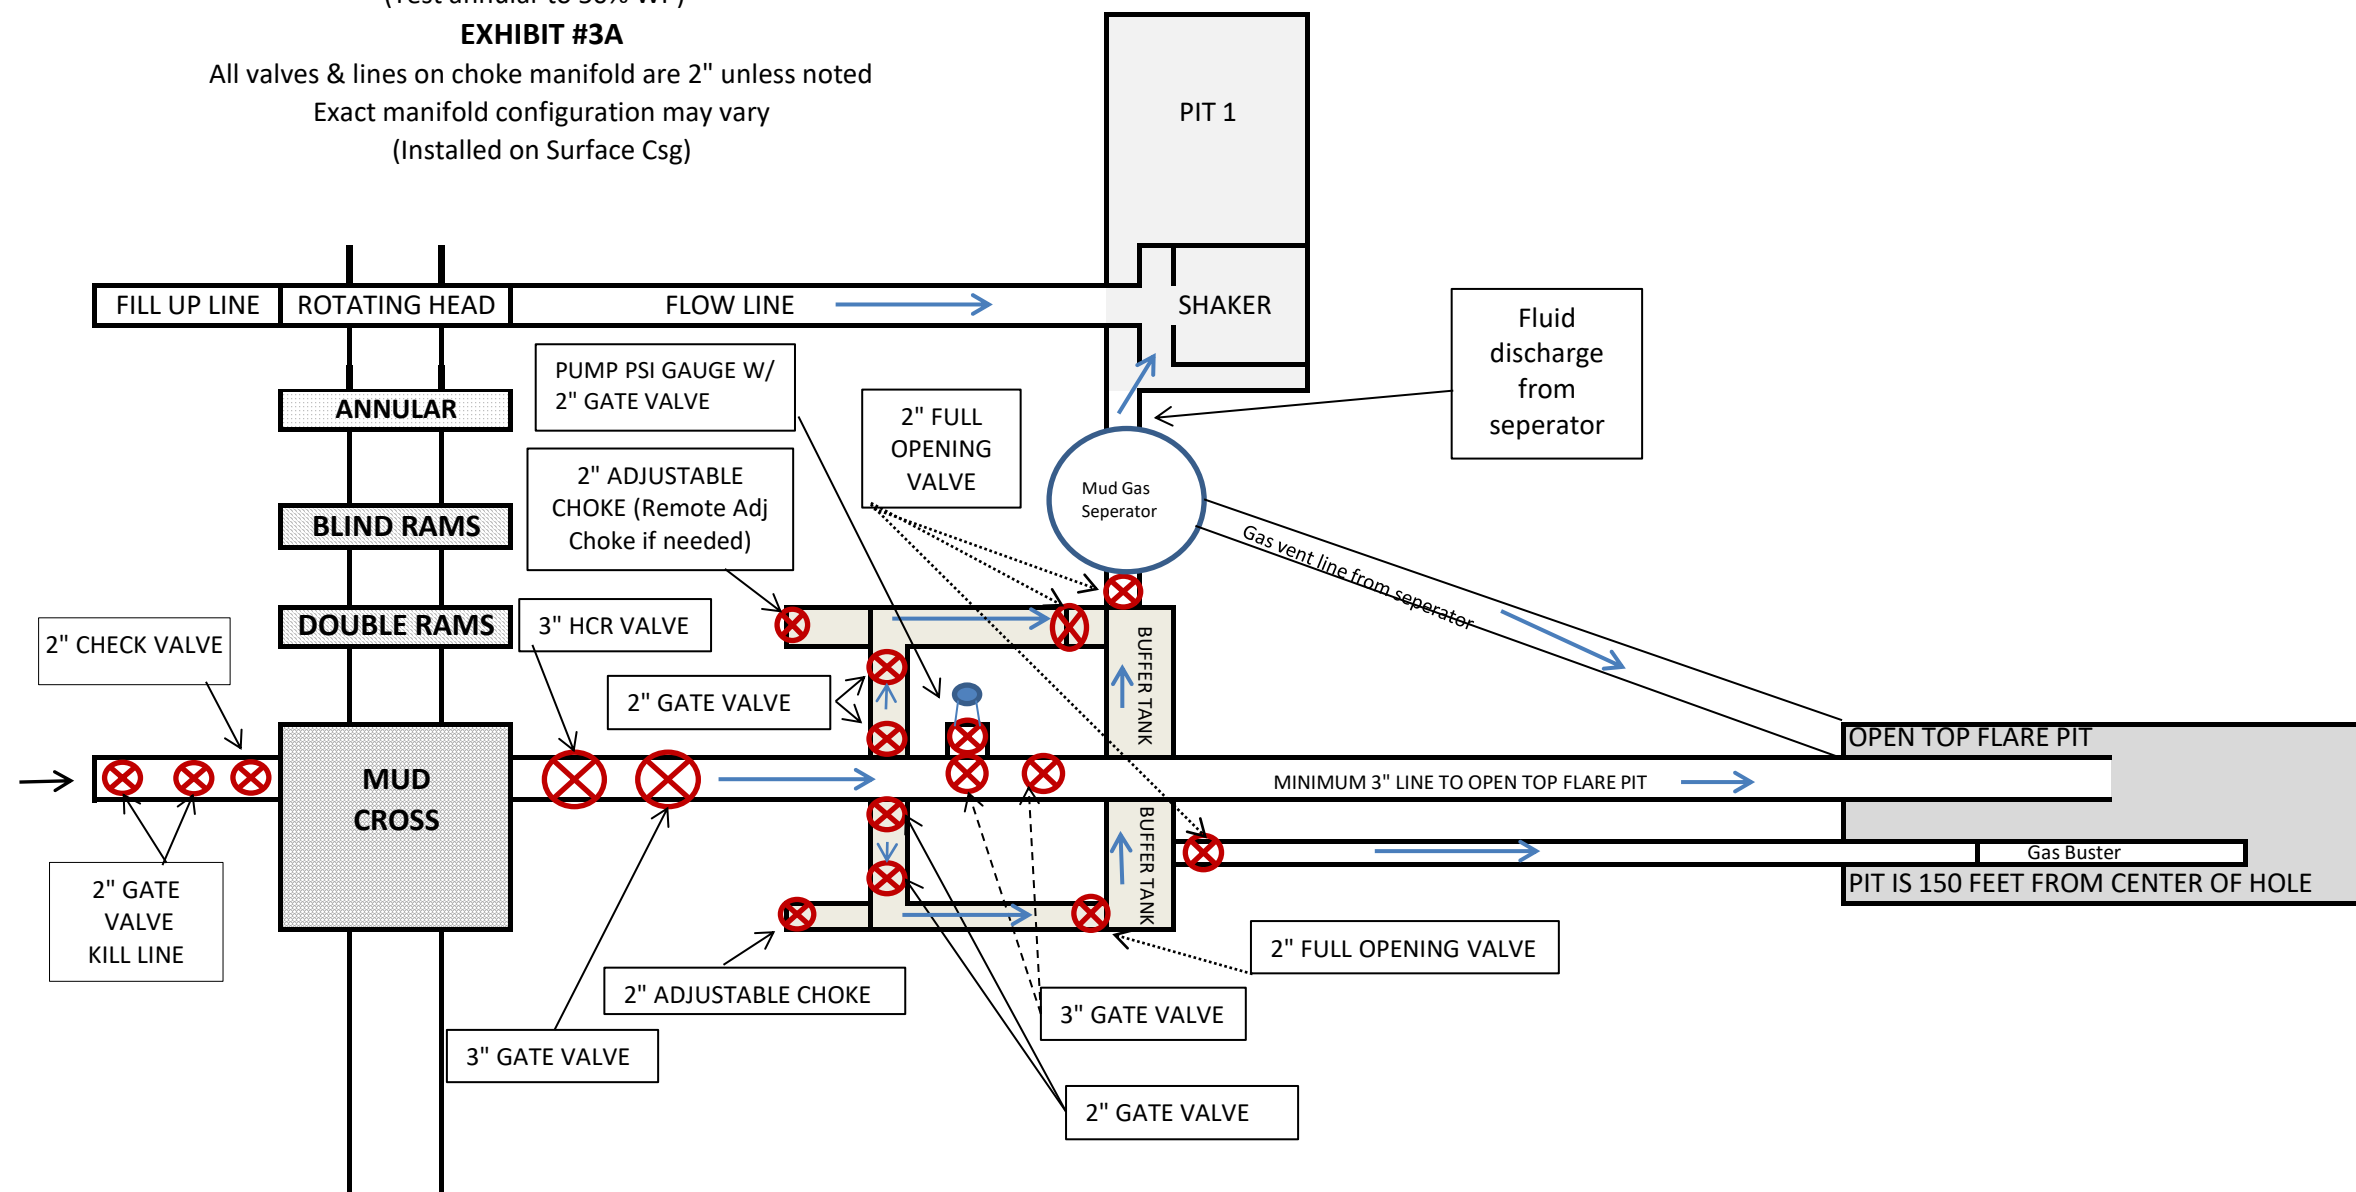 (Test annular to 50% WP)
EXHIBIT #3A
All valves & lines on choke manifold are 2" unless noted
Exact manifold configuration may vary
(Installed on Surface Csg)
PIT 1
FILL UP LINE
ROTATING HEAD
FLOW LINE
SHAKER
Fluid
discharge
from
seperator
PUMP PSI GAUGE W/
2" GATE VALVE
ANNULAR
2" FULL
OPENING
VALVE
2" ADJUSTABLE
CHOKE (Remote Adj
Choke if needed)
Mud Gas
Seperator
BLIND RAMS
Gas vent line from seperator
DOUBLE RAMS
3" HCR VALVE
2" CHECK VALVE
2" GATE VALVE
BUFFER TANK
OPEN TOP FLARE PIT
MUD
CROSS
MINIMUM 3" LINE TO OPEN TOP FLARE PIT
BUFFER TANK
Gas Buster
PIT IS 150 FEET FROM CENTER OF HOLE
2" GATE
VALVE
KILL LINE
2" FULL OPENING VALVE
2" ADJUSTABLE CHOKE
3" GATE VALVE
3" GATE VALVE
2" GATE VALVE